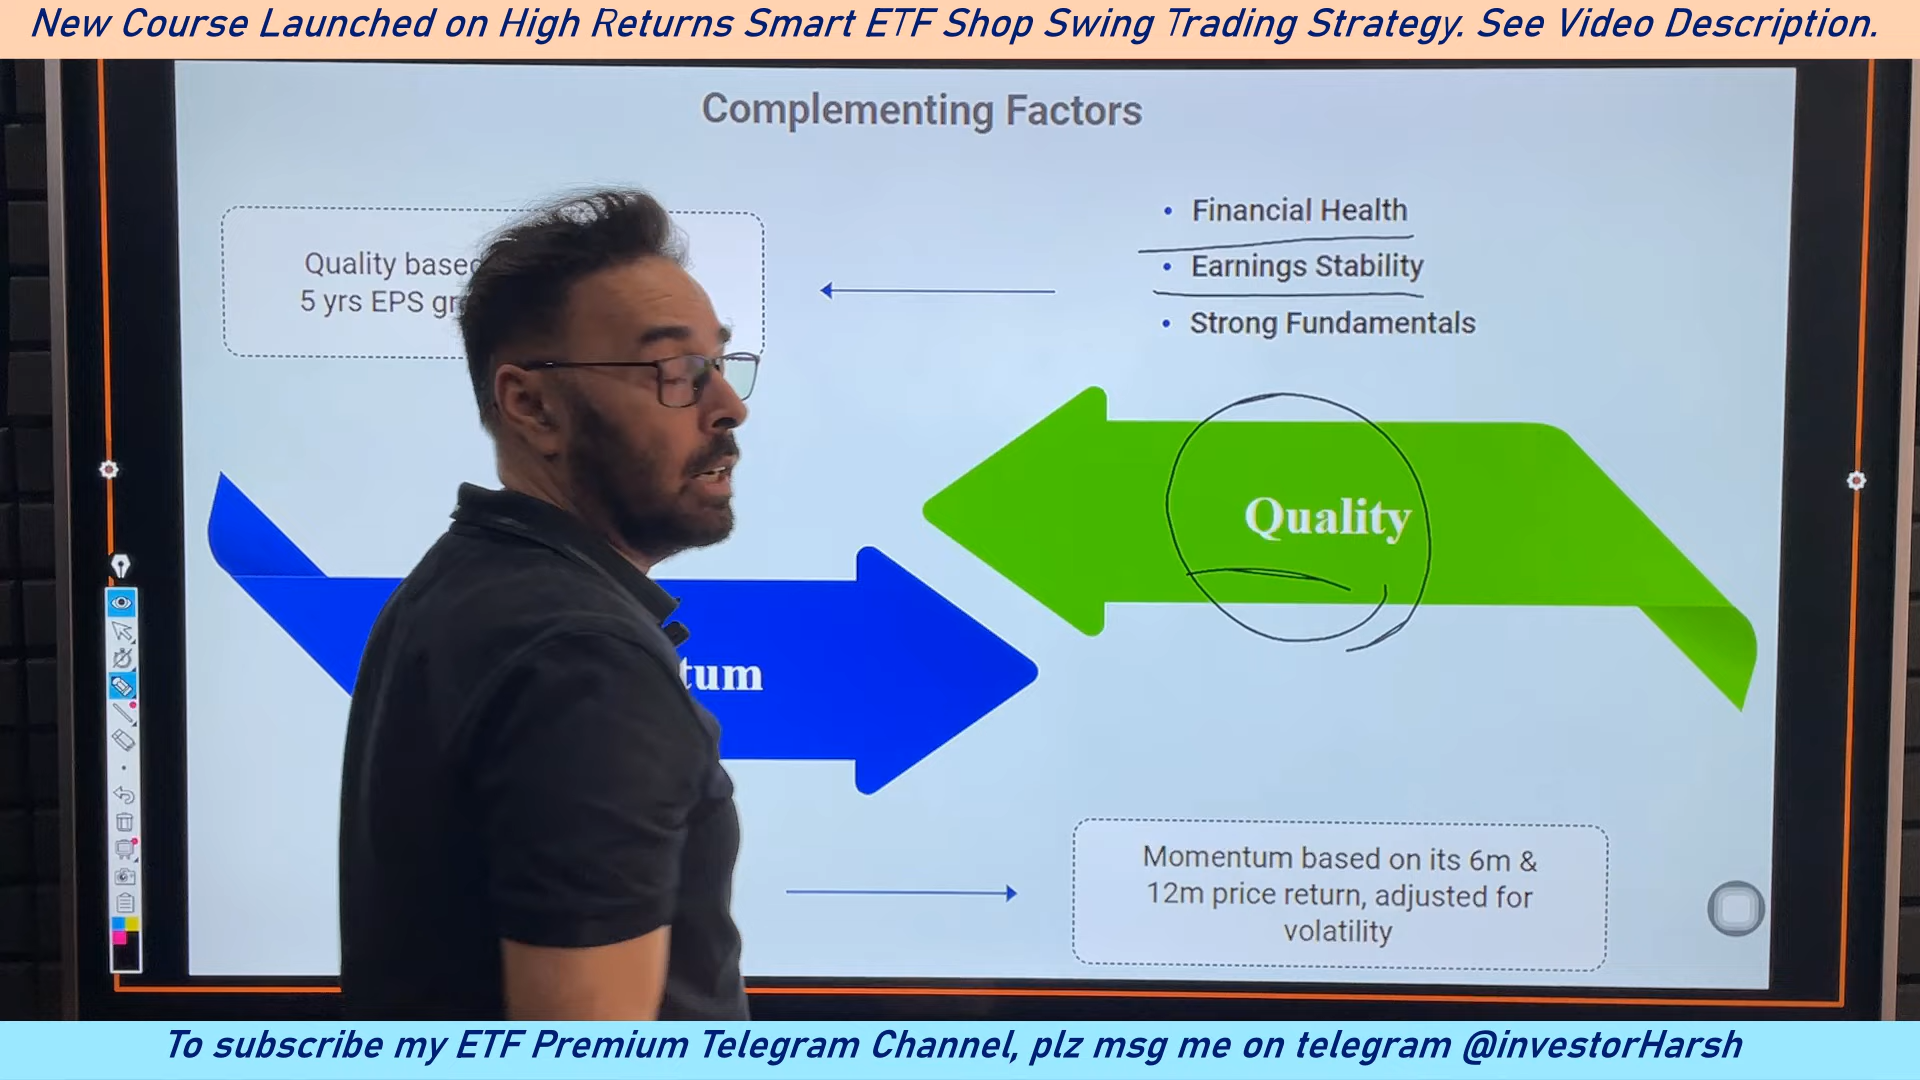 New Course Launched on High Returns Smart ETF Shop Swing Trading Strategy. See Video Description.
Complementing Factors
Quality based
5 yrs EPS
• Financial Health
• Earnings Stability
• Strong Fundamentals
Quality
tum
Momentum based on its 6m &
12m price return, adjusted for
volatility
To subscribe my ETF Premium Telegram Channel, plz msg me on telegram @investorHarsh